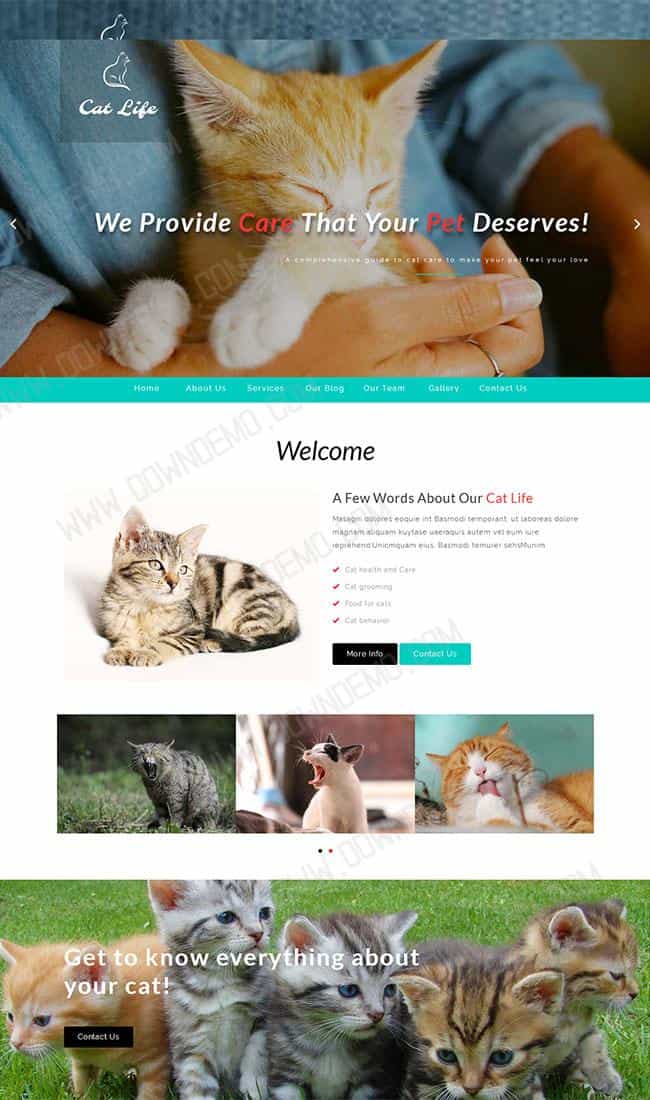 Cat Life
We Provide Care That Your Pet Deserves!
A comprehensive guide to cat care to make your pet feel your love
Home About Us Services Our Blog Our Team Gallery Contact Us
Welcome
A Few Words About Our Cat Life
Masagni dolores eoquie int Basmodi temporant, ut laboreas dolore
magnam aliquam kuytase uaeraquis autem vel eum iure
reprehend.Unicmquam eius, Basmodi temurer sehsMunim.
Cat health and Care
Cat grooming
Food for cats
Cat behavior
More Info Contact Us
Get to know everything about
your cat!
Contact Us
WWW.DOWNDEMO.COM